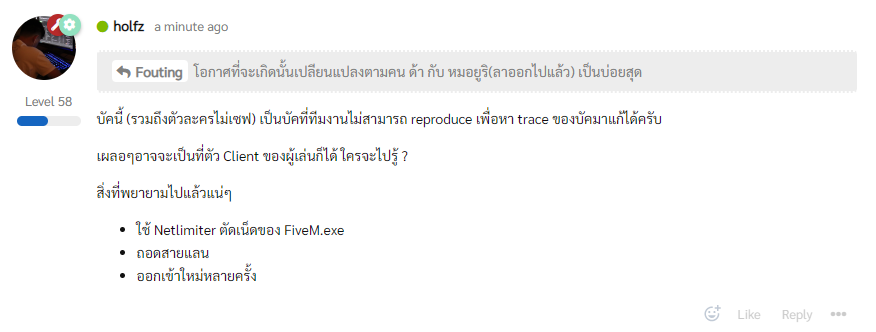 holfz a minute ago
Fouting โอกาศที่จะเกิดนั้นเปลียนแปลงตามคน ด้า กับ หมอยูริ(ลาออกไปแล้ว) เป็นบ่อยสุด
Level 58
บัคนี้ (รวมถึงตัวละครไม่เซฟ) เป็นบัคที่ทีมงานไม่สามารถ reproduce เพื่อหา trace ของบัคมาแก้ได้ครับ
เผลอๆอาจจะเป็นที่ตัว Client ของผู้เล่นก็ได้ ใครจะไปรู้ ?
สิ่งที่พยายามไปแล้วแน่ๆ
• ใช้ Netlimiter ตัดเน็ดของ FiveM.exe
• ถอดสายแลน
• ออกเข้าใหม่หลายครั้ง
Like Reply